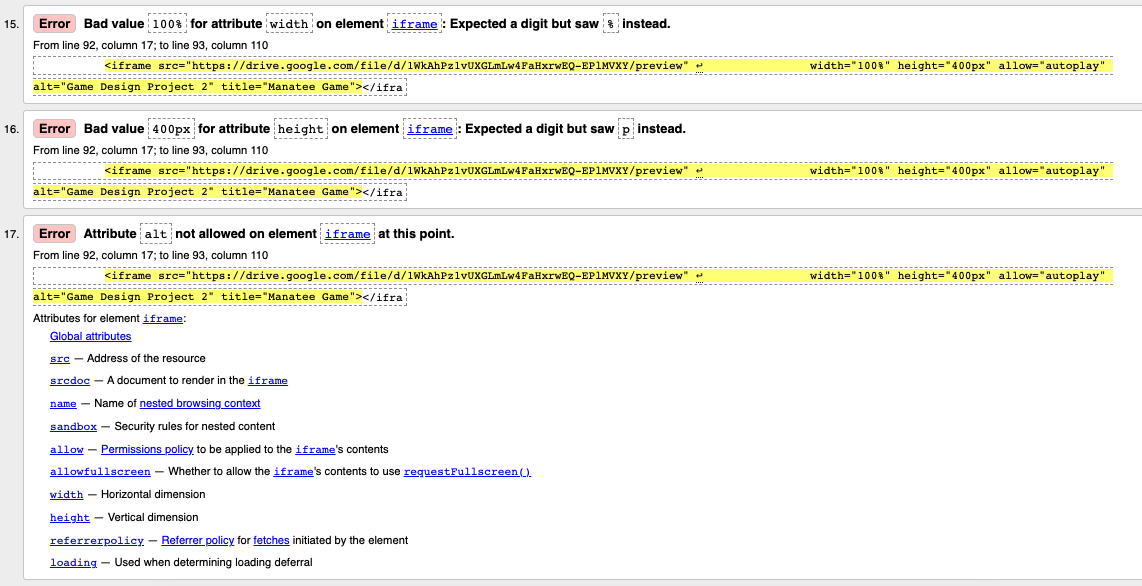 15. Error Bad value 100% for attribute width on element iframe: Expected a digit but saw % instead.
From line 92, column 17; to line 93, column 110
<iframe src="https://drive.google.com/file/d/1WkAhPz1vUXGLmLw4FaHxrwEQ-EPlMVXY/preview" ↩ width="100%" height="400px" allow="autoplay"
alt="Game Design Project 2" title="Manatee Game"></ifra
16. Error Bad value 400px for attribute height on element iframe: Expected a digit but saw p instead.
From line 92, column 17; to line 93, column 110
<iframe src="https://drive.google.com/file/d/1WkAhPz1vUXGLmLw4FaHxrwEQ-EPlMVXY/preview" ↩ width="100%" height="400px" allow="autoplay"
alt="Game Design Project 2" title="Manatee Game"></ifra
17. Error Attribute alt not allowed on element iframe at this point.
From line 92, column 17; to line 93, column 110
<iframe src="https://drive.google.com/file/d/1WkAhPz1vUXGLmLw4FaHxrwEQ-EPlMVXY/preview" ↩ width="100%" height="400px" allow="autoplay"
alt="Game Design Project 2" title="Manatee Game"></ifra
Attributes for element iframe:
Global attributes
src — Address of the resource
srcdoc — A document to render in the iframe
name — Name of nested browsing context
sandbox — Security rules for nested content
allow — Permissions policy to be applied to the iframe's contents
allowfullscreen — Whether to allow the iframe's contents to use requestFullscreen()
width — Horizontal dimension
height — Vertical dimension
referrerpolicy — Referrer policy for fetches initiated by the element
loading — Used when determining loading deferral